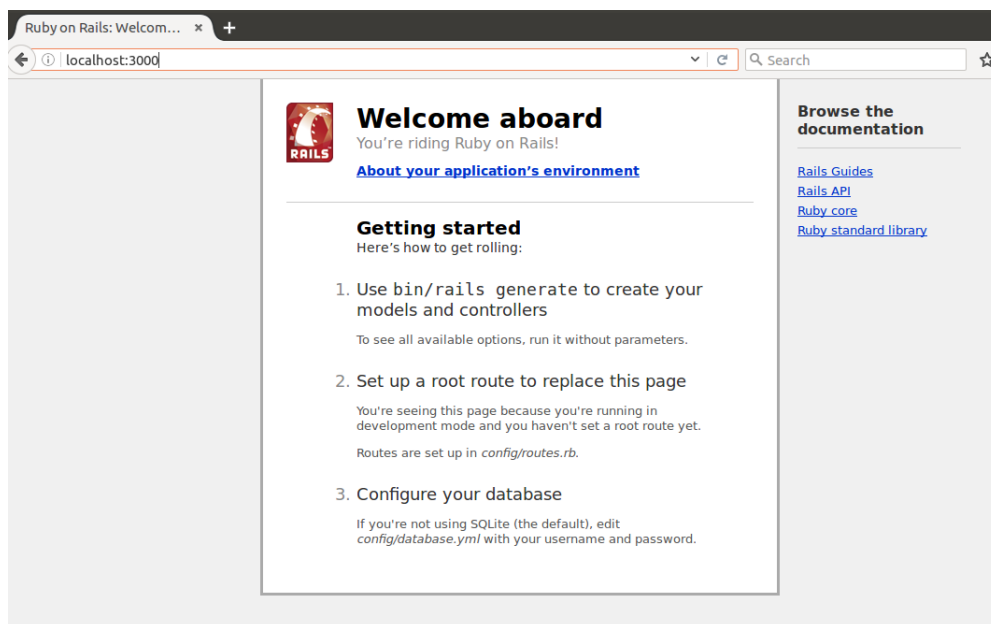 Ruby on Rails: Welcom...
localhost:3000
Search
RAILS
Welcome aboard
You're riding Ruby on Rails!
About your application's environment
Getting started
Here's how to get rolling:
1. Use bin/rails generate to create your
models and controllers
To see all available options, run it without parameters.
2. Set up a root route to replace this page
You're seeing this page because you're running in
development mode and you haven't set a root route yet.
Routes are set up in config/routes.rb.
3. Configure your database
If you're not using SQLite (the default), edit
config/database.yml with your username and password.
Browse the
documentation
Rails Guides
Rails API
Ruby core
Ruby standard library